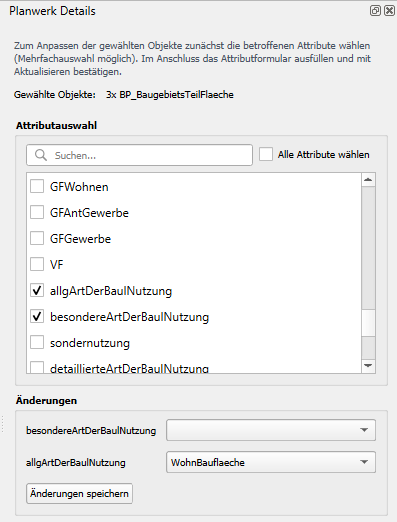 Planwerk Details
Zum Anpassen der gewählten Objekte zunächst die betroffenen Attribute wählen
(Mehrfachauswahl möglich). Im Anschluss das Attributformular ausfüllen und mit
Aktualisieren bestätigen.
Gewählte Objekte: 3x BP_BaugebietsTeilFlaeche
Attributauswahl
Suchen... Alle Attribute wählen
GFWohnen
GFAntGewerbe
GFGewerbe
VF
allgArtDerBaulNutzung
besondereArtDerBaulNutzung
sondernutzung
detaillierteArtDerBaulNutzung
Änderungen
besondereArtDerBaulNutzung
allgArtDerBaulNutzung WohnBauflaeche
Änderungen speichern